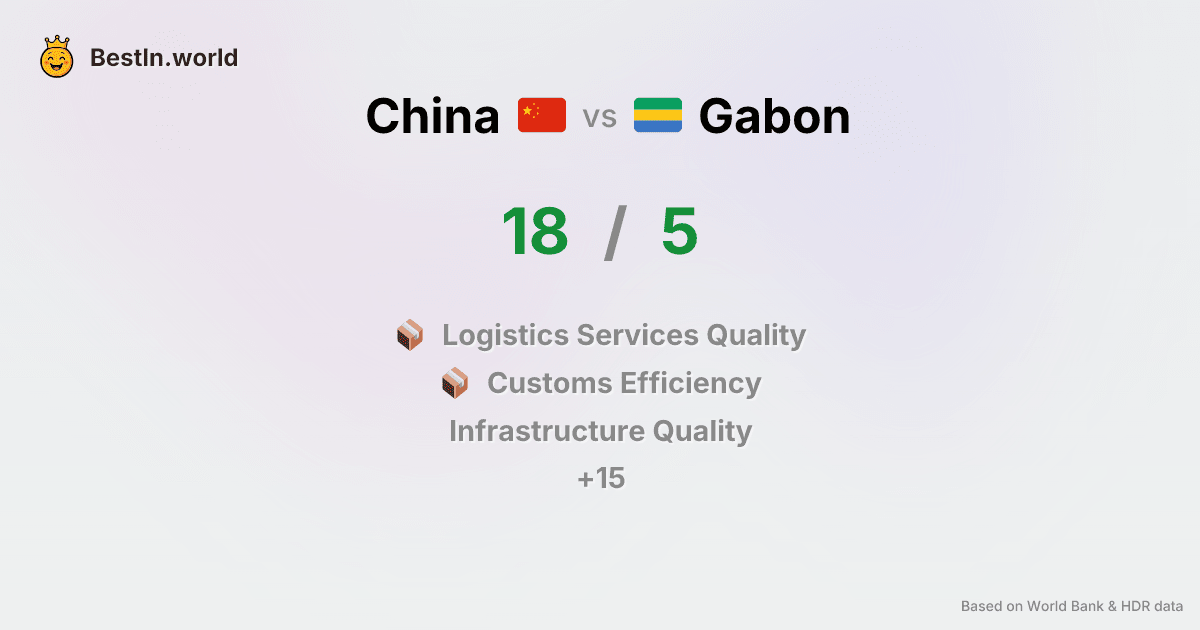 BestIn.world
China vs Gabon
18 / 5
Logistics Services Quality
Customs Efficiency
Infrastructure Quality
+15
Based on World Bank & HDR data